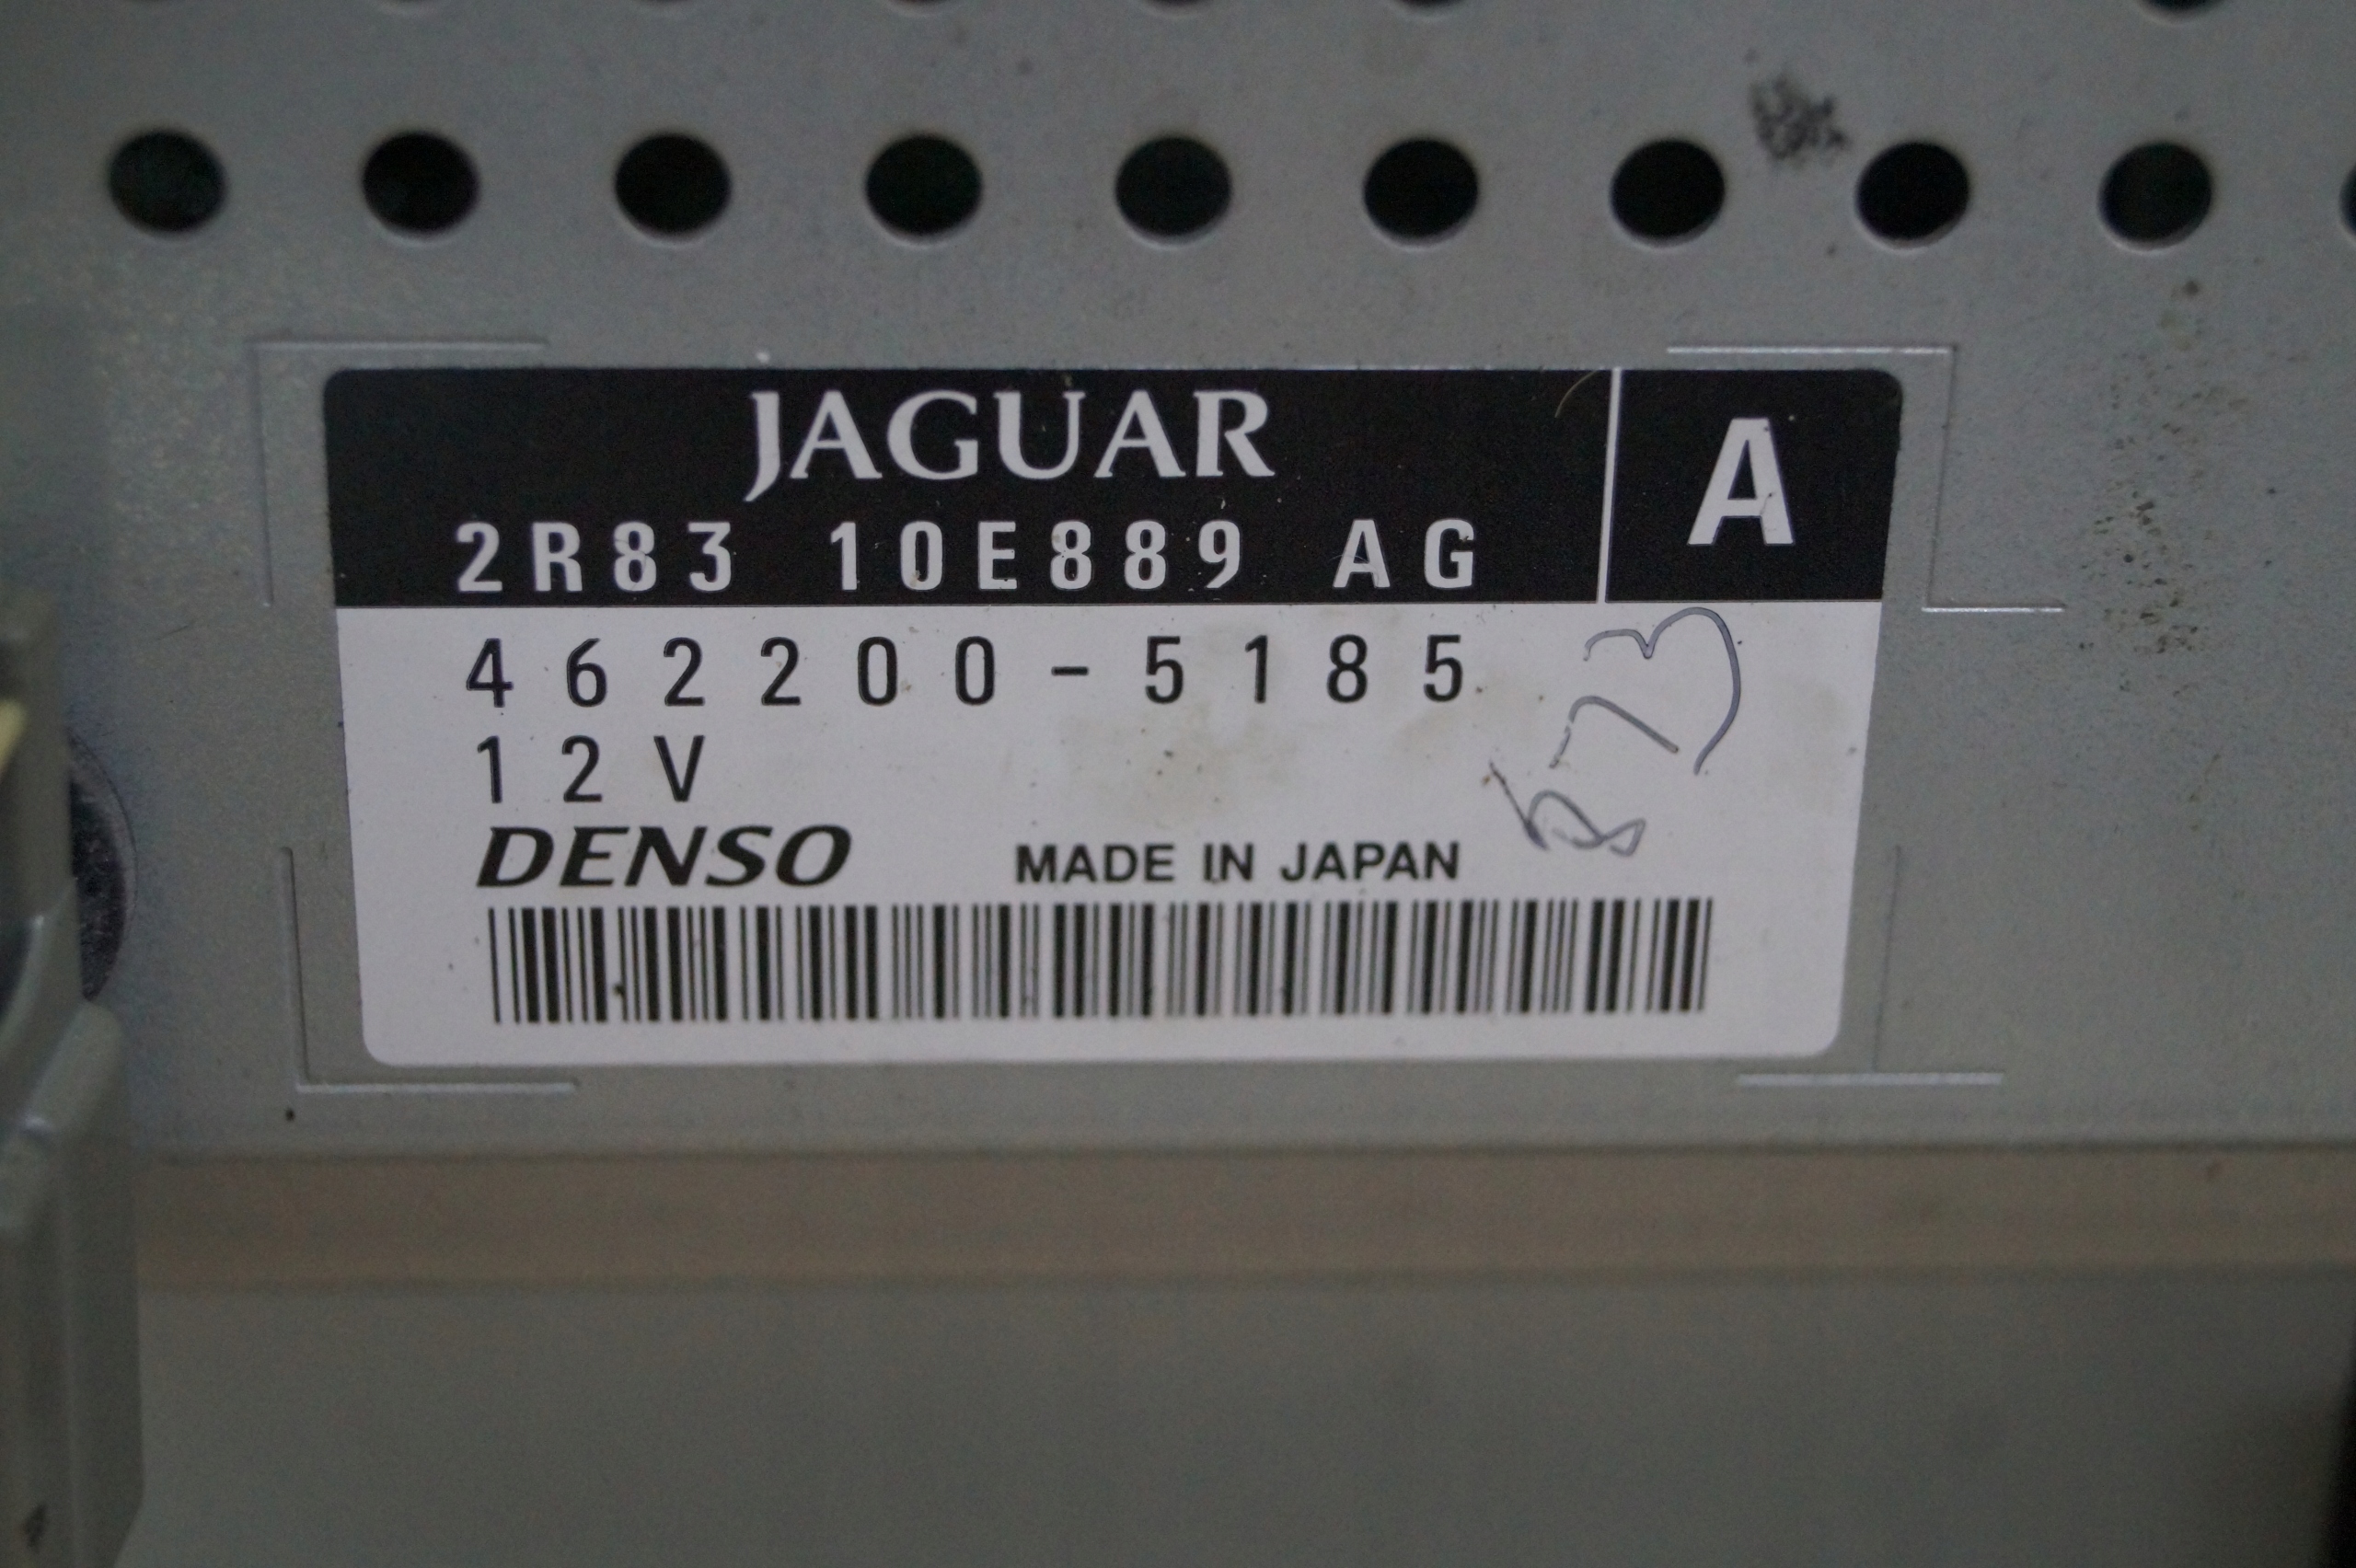 JAGUAR
A
2R83 10E889 AG
462200-5185
12V
DENSO MADE IN JAPAN